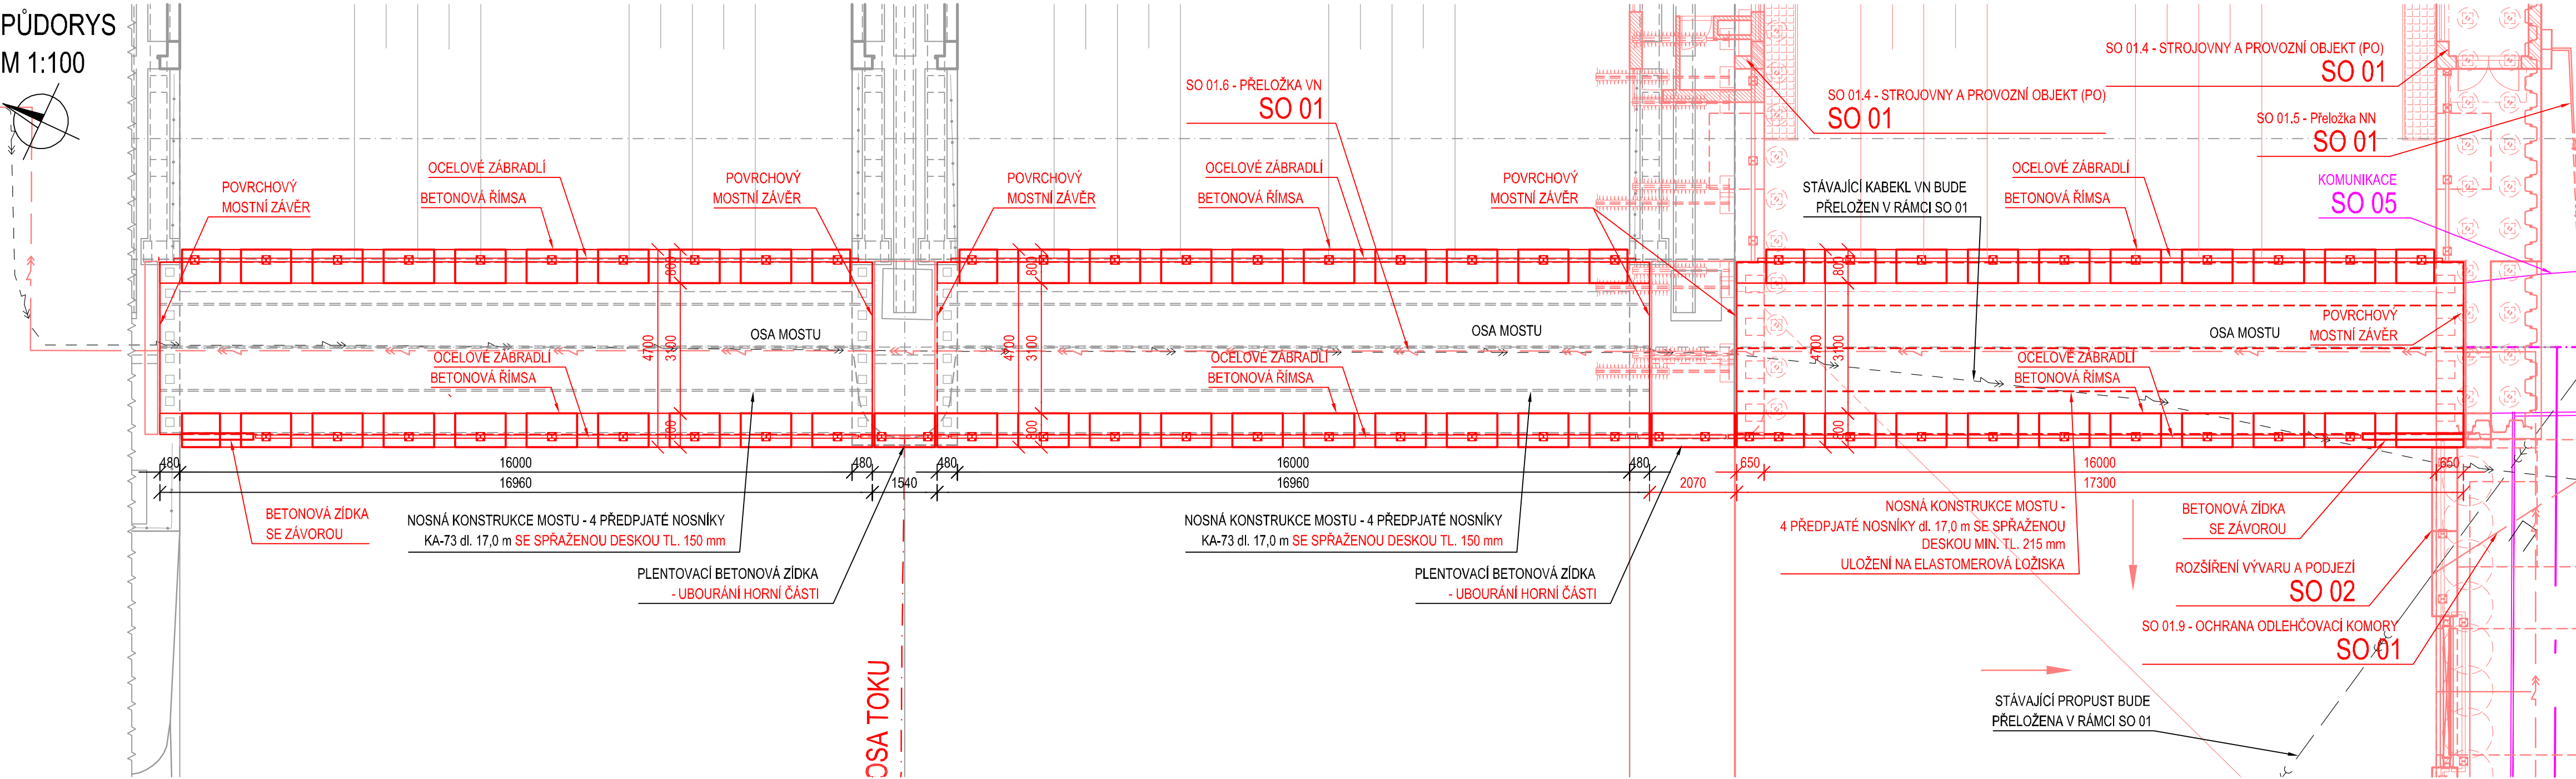 PŮDORYS
M 1:100
SO 01.6 - PŘELOŽKA VN
SO 01
SO 01.4 - STROJOVNY A PROVOZNÍ OBJEKT (PO)
SO 01
SO 01.4 - STROJOVNY A PROVOZNÍ OBJEKT (PO)
SO 01
SO 01.5 - Přeložka NN
SO 01
KOMUNIKACE
SO 05
POVRCHOVÝ
MOSTNÍ ZÁVĚR
OCELOVÉ ZÁBRADLÍ
BETONOVÁ ŘÍMSA
POVRCHOVÝ
MOSTNÍ ZÁVĚR
POVRCHOVÝ
MOSTNÍ ZÁVĚR
OCELOVÉ ZÁBRADLÍ
BETONOVÁ ŘÍMSA
POVRCHOVÝ
MOSTNÍ ZÁVĚR
STÁVAJÍCÍ KABEKL VN BUDE
PŘELOŽEN V RÁMCI SO 01
OCELOVÉ ZÁBRADLÍ
BETONOVÁ ŘÍMSA
800
4700
3100
800
OSA MOSTU
OCELOVÉ ZÁBRADLÍ
BETONOVÁ ŘÍMSA
800
4700
3100
800
OSA MOSTU
OCELOVÉ ZÁBRADLÍ
BETONOVÁ ŘÍMSA
800
4700
3100
800
OSA MOSTU
OCELOVÉ ZÁBRADLÍ
BETONOVÁ ŘÍMSA
POVRCHOVÝ
MOSTNÍ ZÁVĚR
480
16000
480
480
16000
480
650
16000
650
16960
1540
16960
2070
17300
BETONOVÁ ZÍDKA
SE ZÁVOROU
NOSNÁ KONSTRUKCE MOSTU - 4 PŘEDPJATÉ NOSNÍKY
KA-73 dl. 17,0 m SE SPŘAŽENOU DESKOU TL. 150 mm
PLENTOVACÍ BETONOVÁ ZÍDKA
- UBOURÁNÍ HORNÍ ČÁSTI
OSA TOKU
NOSNÁ KONSTRUKCE MOSTU - 4 PŘEDPJATÉ NOSNÍKY
KA-73 dl. 17,0 m SE SPŘAŽENOU DESKOU TL. 150 mm
PLENTOVACÍ BETONOVÁ ZÍDKA
- UBOURÁNÍ HORNÍ ČÁSTI
NOSNÁ KONSTRUKCE MOSTU -
4 PŘEDPJATÉ NOSNÍKY dl. 17,0 m SE SPŘAŽENOU
DESKOU MIN. TL. 215 mm
ULOŽENÍ NA ELASTOMEROVÁ LOŽISKA
BETONOVÁ ZÍDKA
SE ZÁVOROU
ROZŠÍŘENÍ VÝVARU A PODJEZÍ
SO 02
SO 01.9 - OCHRANA ODLEHČOVACÍ KOMORY
SO 01
STÁVAJÍCÍ PROPUST BUDE
PŘELOŽENA V RÁMCI SO 01